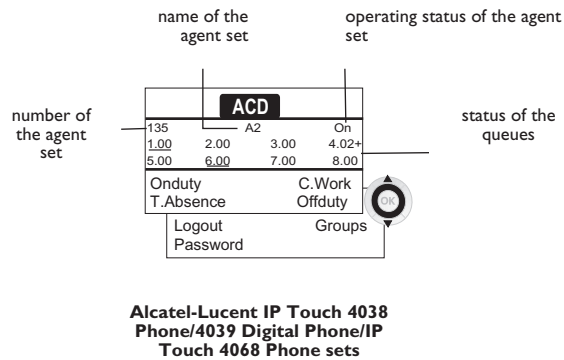 name of the
agent set
operating status of the agent
set
number of
the agent
set
status of the
queues
ACD
135 A2 On
1.00 2.00 3.00 4.02+
5.00 6.00 7.00 8.00
Onduty C.Work
T.Absence Offduty
OK
Logout Groups
Password
Alcatel-Lucent IP Touch 4038
Phone/4039 Digital Phone/IP
Touch 4068 Phone sets